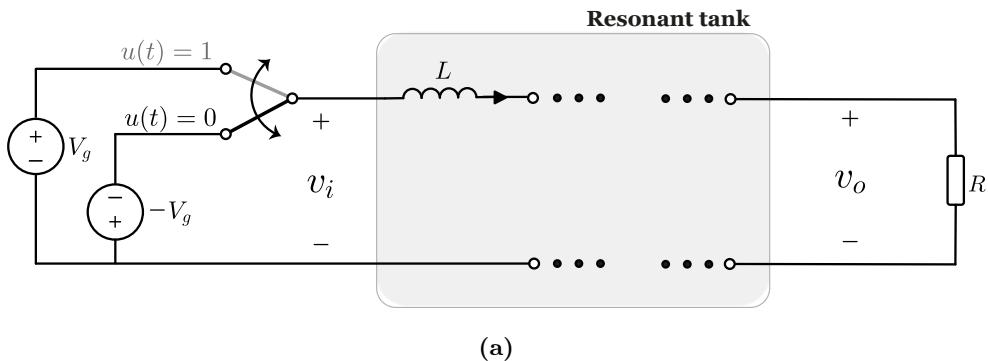 Resonant tank
u(t) = 1
L
u(t) = 0
+
+
+
−
V_g
v_i
v_o
R
−
+
−V_g
−
−
(a)